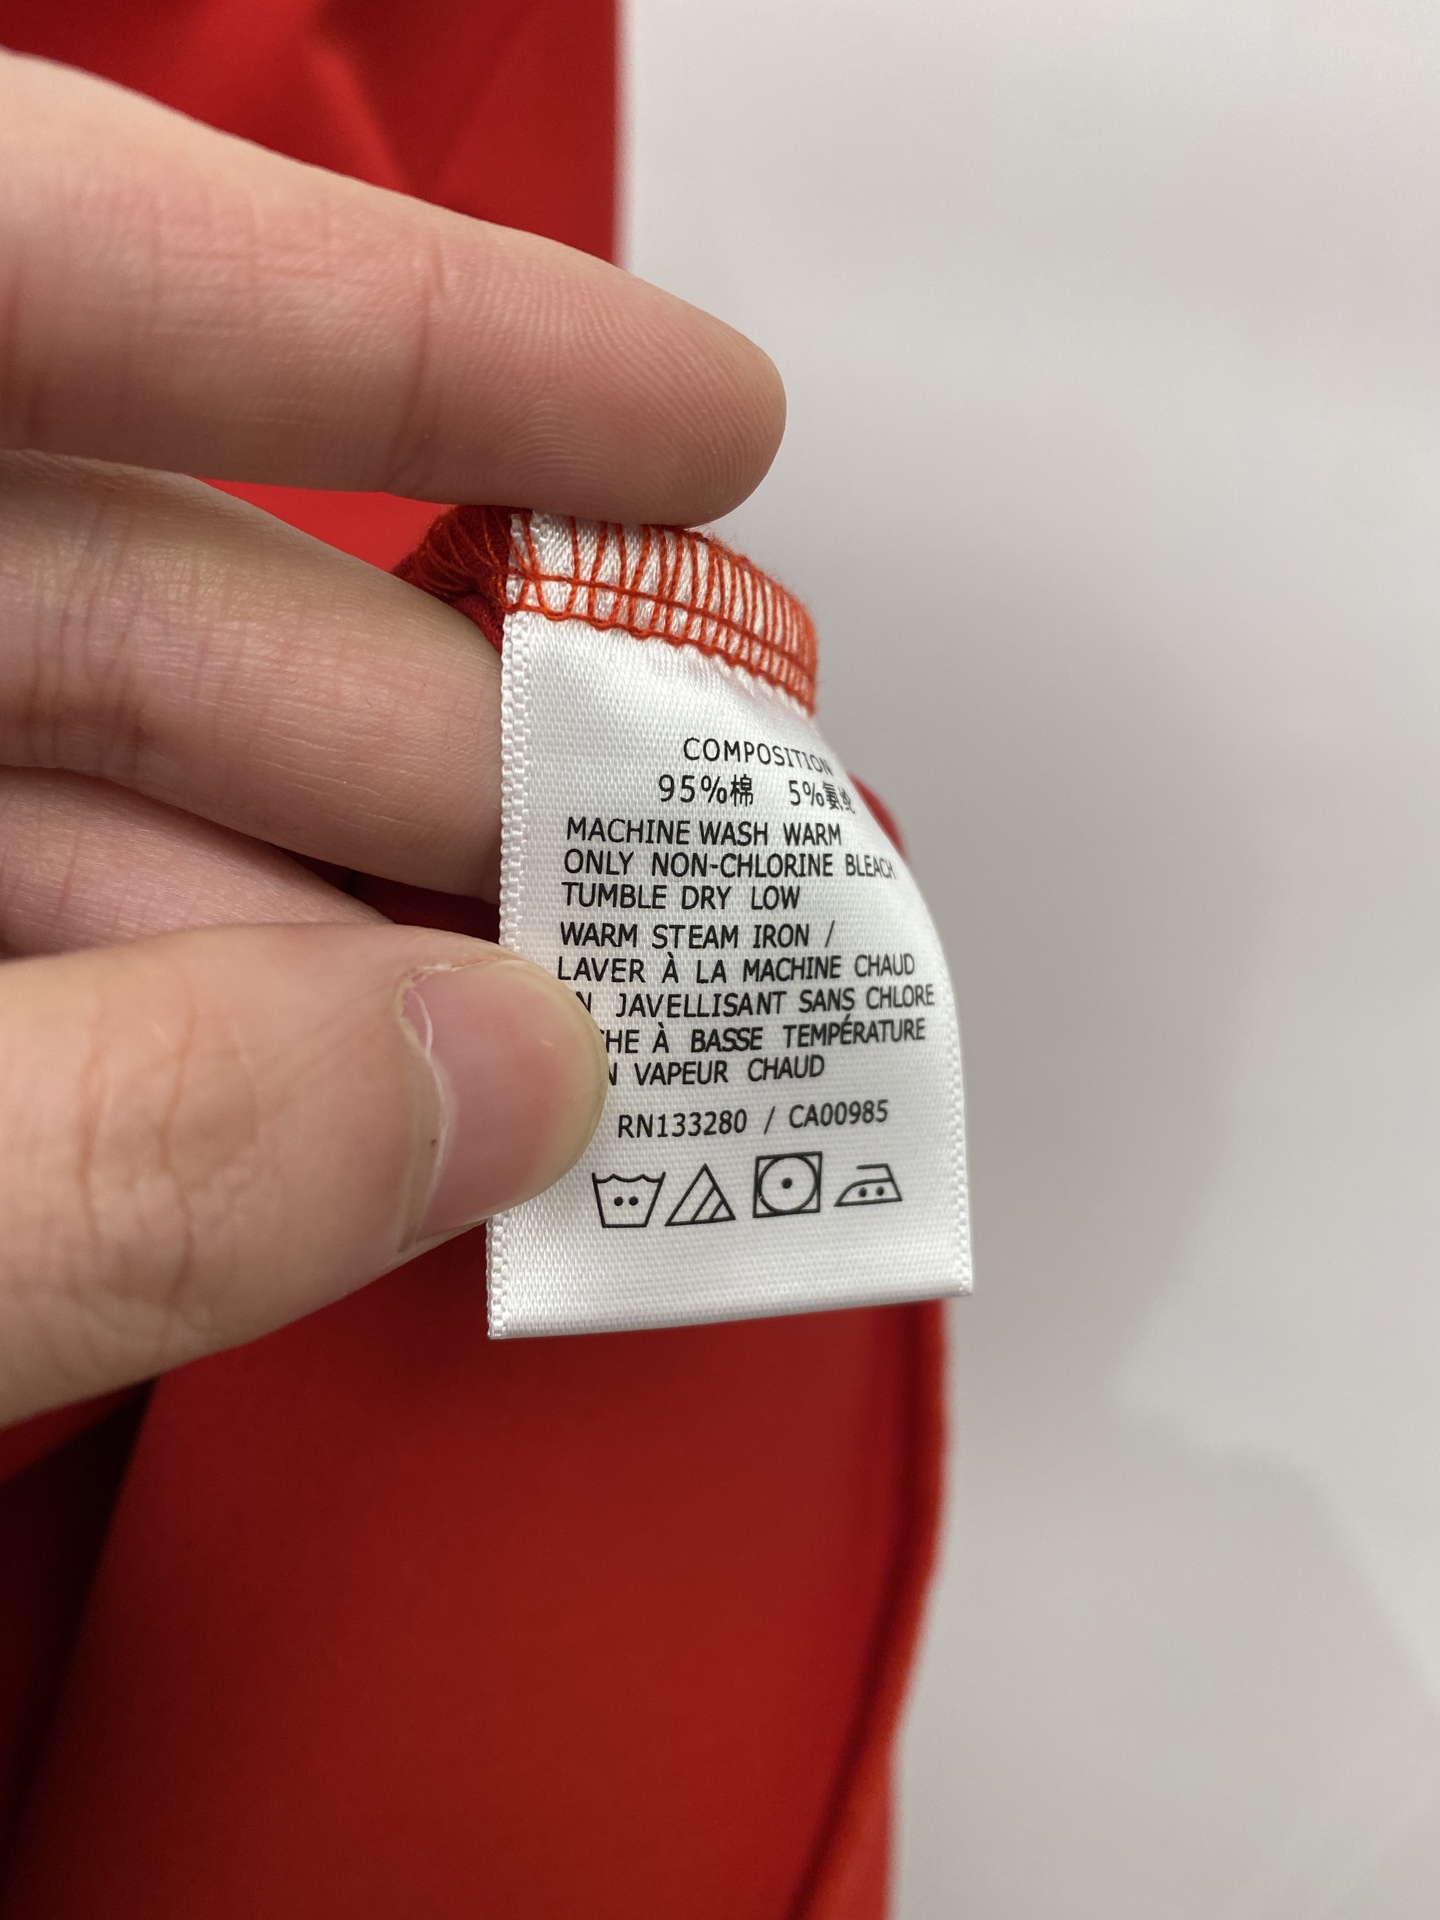 COMPOSITION
95%棉 5%氨纶
MACHINE WASH WARM
ONLY NON-CHLORINE BLEACH
TUMBLE DRY LOW
WARM STEAM IRON /
LAVER À LA MACHINE CHAUD
JAVELLISANT SANS CHLORE
À BASSE TEMPÉRATURE
VAPEUR CHAUD
RN133280 / CA00985